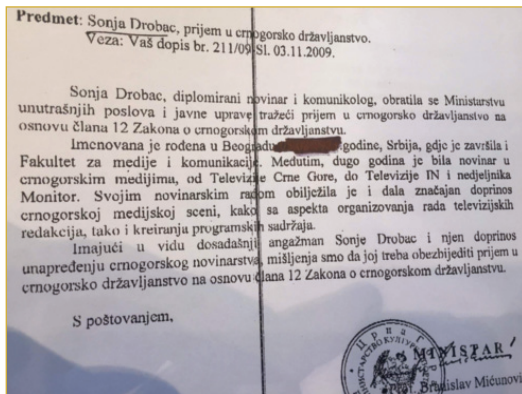 Predmet: Sonja Drobac, prijem u crnogorsko državljanstvo.
Veza: Vaš dopis br. 211/09 Sl. 03.11.2009.
Sonja Drobac, diplomirani novinar i komunikolog, obratila se Ministarstvu
unutrašnjih poslova i javne uprave tražeći prijem u crnogorsko državljanstvo na
osnovu člana 12 Zakona o crnogorskom državljanstvu.
Imenovana je rođena u Beogradu godine, Srbija, gdje je završila i
Fakultet za medije i komunikacije. Međutim, dugo godina je bila novinar u
crnogorskim medijima, od Televizije Crne Gore, do Televizije IN i nedjeljnika
Monitor. Svojim novinarskim radom obilježila je i dala značajan doprinos
crnogorskoj medijskoj sceni, kako sa aspekta organizovanja rada televizijskih
redakcija, tako i kreiranja programskih sadržaja.
Imajući u vidu dosadašnji angažman Sonje Drobac i njen doprinos
unapređenju crnogorskog novinarstva, mišljenja smo da joj treba obezbijediti prijem u
crnogorsko državljanstvo na osnovu člana 12 Zakona o crnogorskom državljanstvu.
S poštovanjem,
MINISTAR
Branislav Mićunović